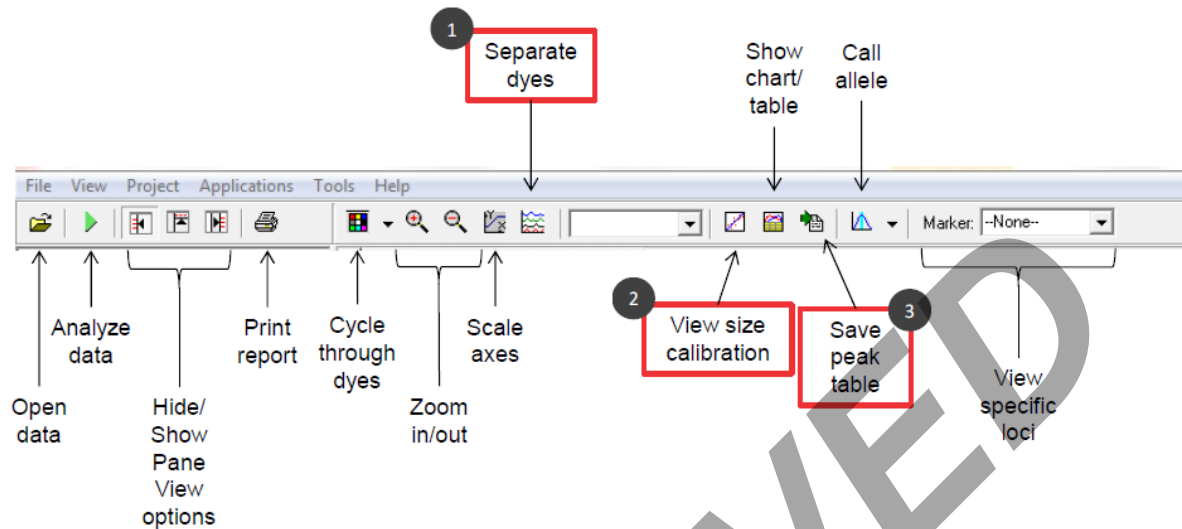 1
Separate
dyes
Show
chart/
table
Call
allele
File View Project Applications Tools Help
Marker: --None--
Analyze
data
Print
report
Cycle
through
dyes
Scale
axes
2
View size
calibration
3
Save
peak
table
Open
data
Hide/
Show
Pane
View
options
Zoom
in/out
View
specific
loci
VED